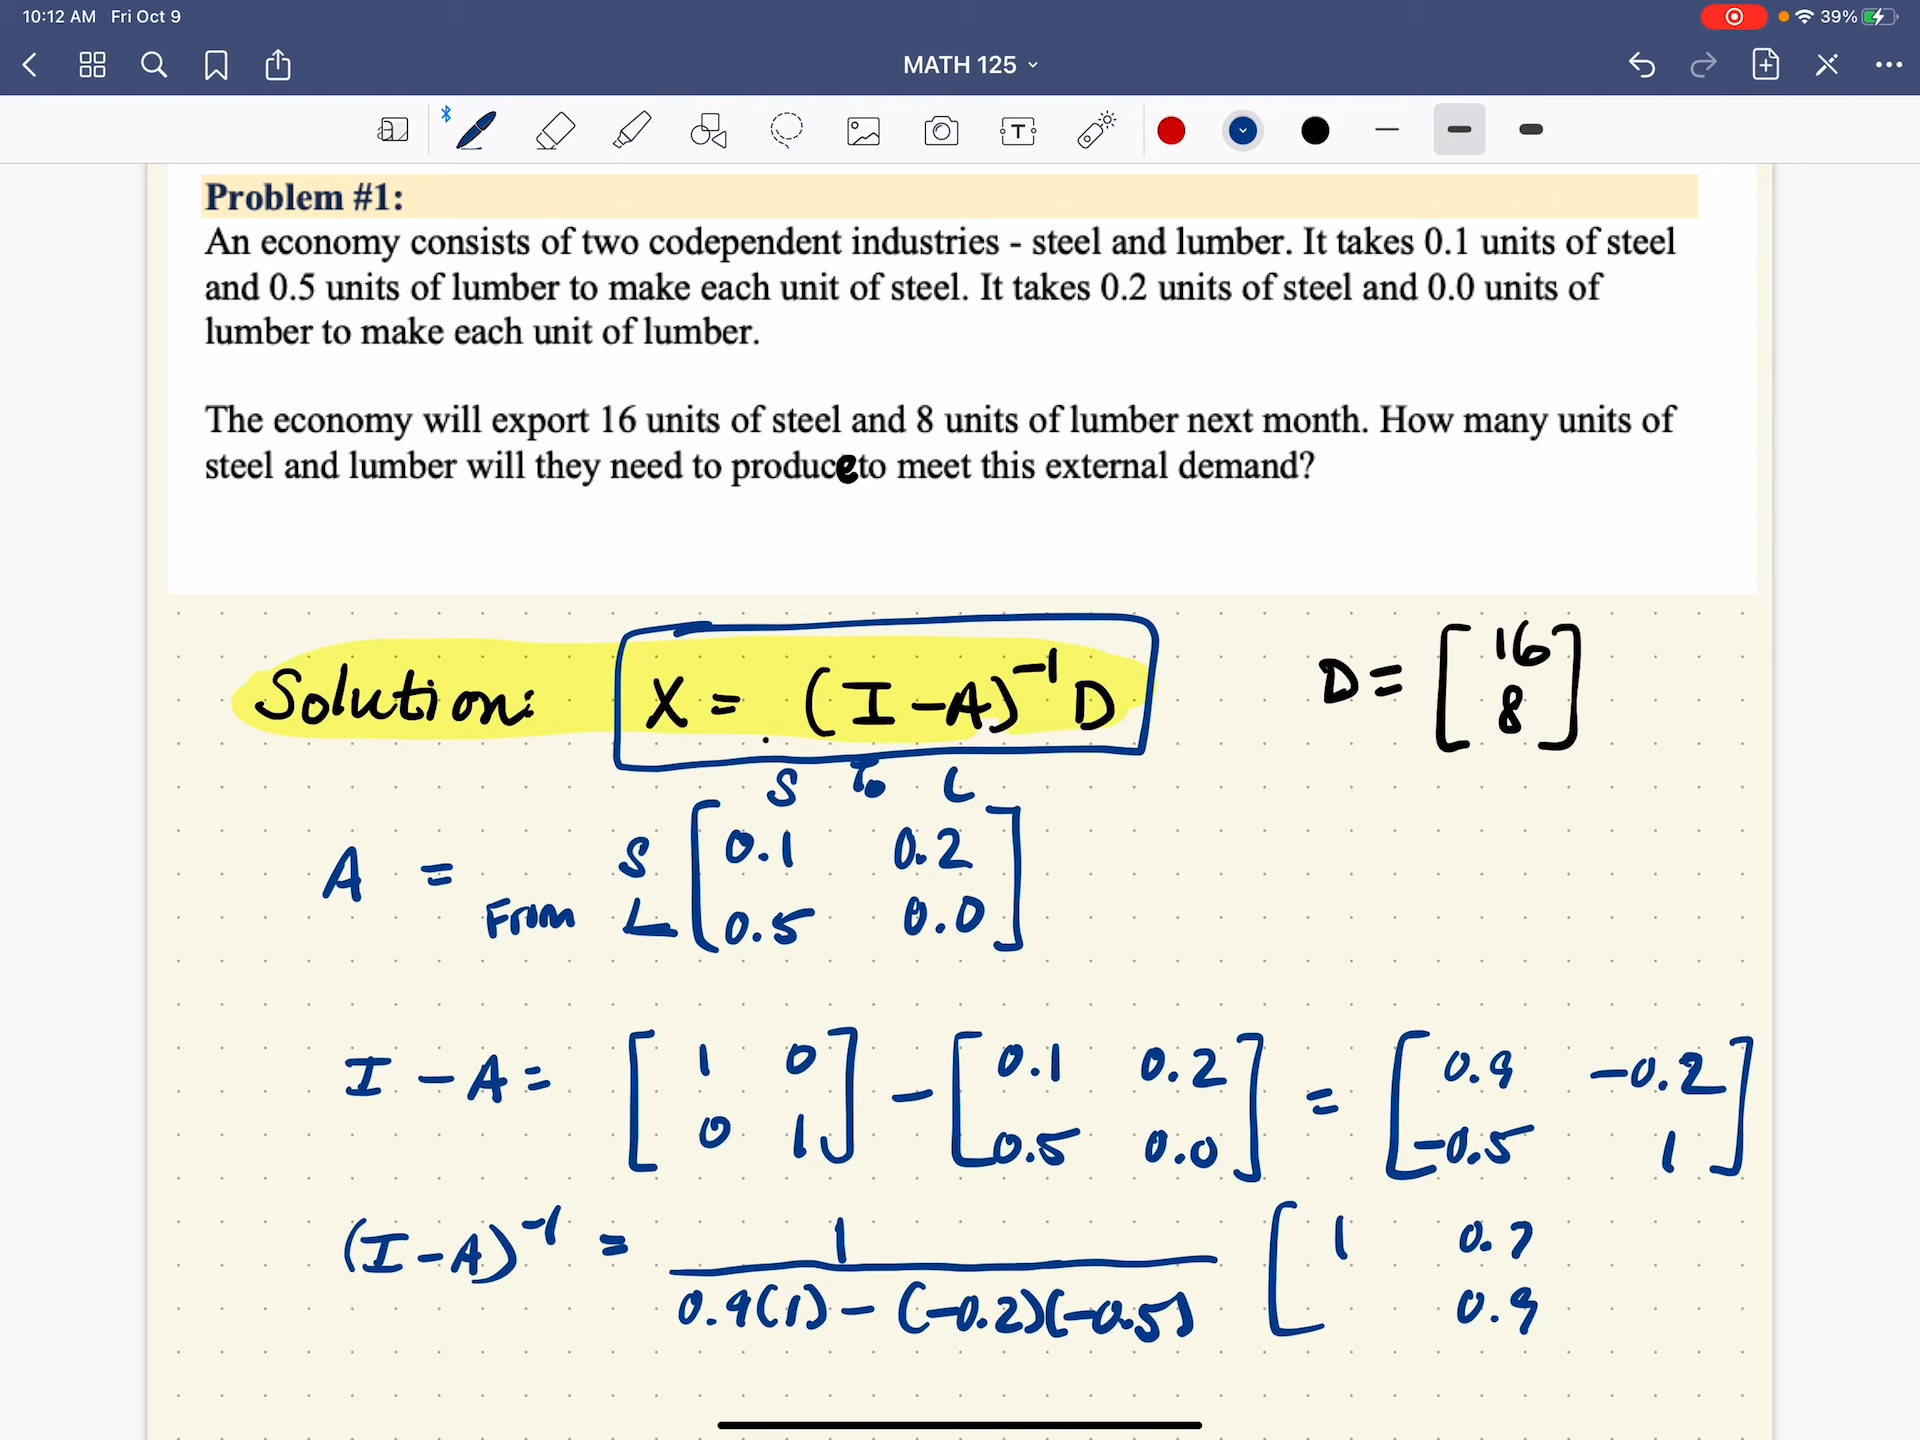 10:12 AM Fri Oct 9
39%
MATH 125
T
Problem #1:
An economy consists of two codependent industries - steel and lumber. It takes 0.1 units of steel
and 0.5 units of lumber to make each unit of steel. It takes 0.2 units of steel and 0.0 units of
lumber to make each unit of lumber.
The economy will export 16 units of steel and 8 units of lumber next month. How many units of
steel and lumber will they need to produce to meet this external demand?
Solution: X = (I - A)⁻¹ D D = [16
8]
S To L
A = From S [0.1 0.2
L 0.5 0.0]
I - A = [1 0
0 1] - [0.1 0.2
0.5 0.0] = [0.9 -0.2
-0.5 1]
(I - A)⁻¹ = 1 / 0.9(1) - (-0.2)(-0.5) [1 0.2
0.9